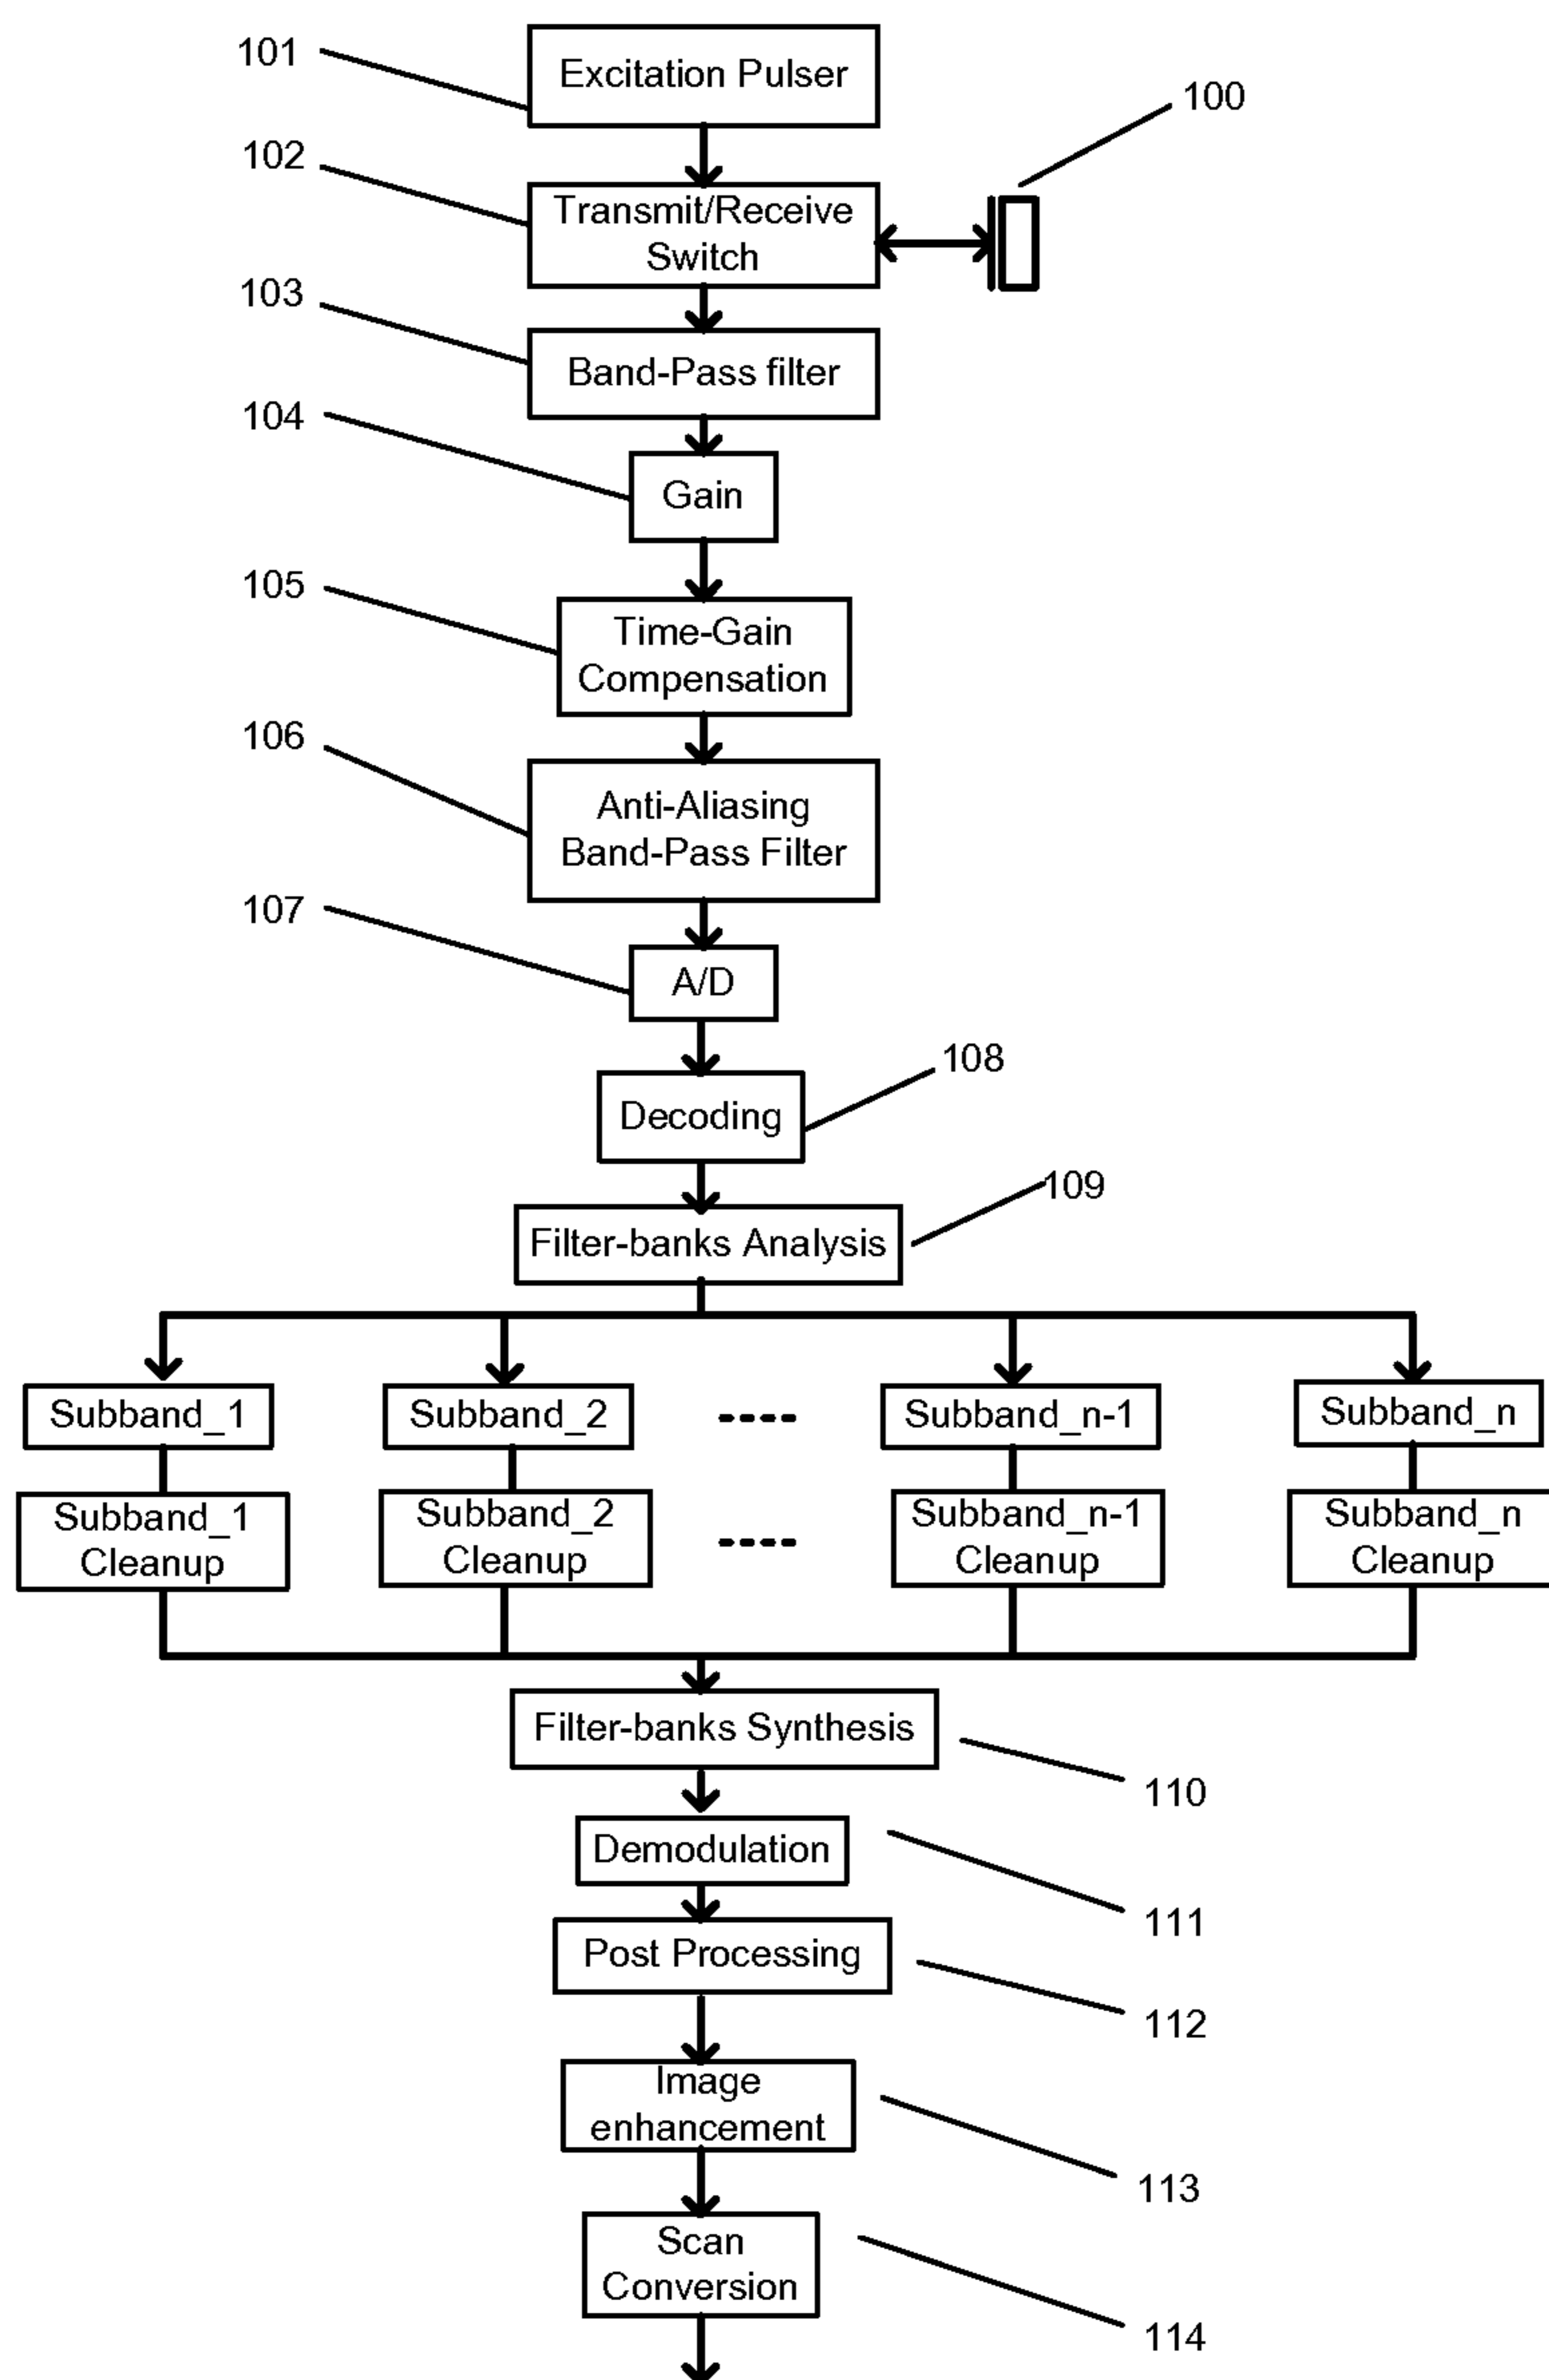 101
Excitation Pulser
100
102
Transmit/Receive
Switch
103
Band-Pass filter
104
Gain
105
Time-Gain
Compensation
106
Anti-Aliasing
Band-Pass Filter
107
A/D
108
Decoding
109
Filter-banks Analysis
Subband_1
Subband_2
----
Subband_n-1
Subband_n
Subband_1
Cleanup
Subband_2
Cleanup
----
Subband_n-1
Cleanup
Subband_n
Cleanup
Filter-banks Synthesis
110
Demodulation
111
Post Processing
112
Image
enhancement
113
Scan
Conversion
114